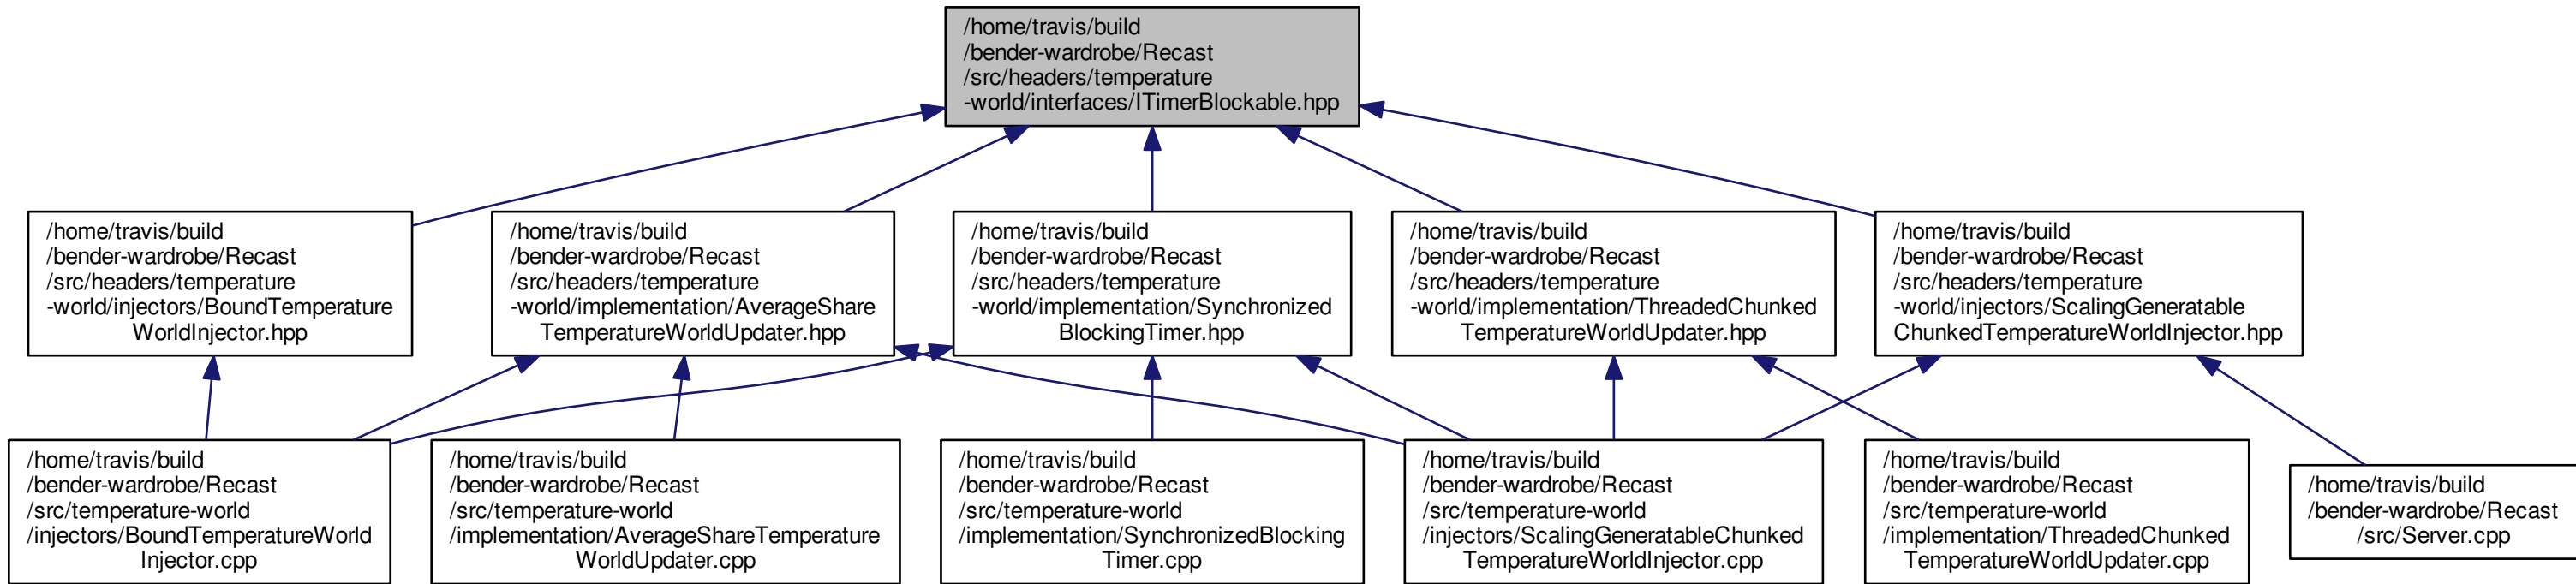 /home/travis/build
/bender-wardrobe/Recast
/src/headers/temperature
-world/interfaces/ITimerBlockable.hpp
/home/travis/build
/bender-wardrobe/Recast
/src/headers/temperature
-world/injectors/BoundTemperature
WorldInjector.hpp
/home/travis/build
/bender-wardrobe/Recast
/src/headers/temperature
-world/implementation/AverageShare
TemperatureWorldUpdater.hpp
/home/travis/build
/bender-wardrobe/Recast
/src/headers/temperature
-world/implementation/Synchronized
BlockingTimer.hpp
/home/travis/build
/bender-wardrobe/Recast
/src/headers/temperature
-world/implementation/ThreadedChunked
TemperatureWorldUpdater.hpp
/home/travis/build
/bender-wardrobe/Recast
/src/headers/temperature
-world/injectors/ScalingGeneratable
ChunkedTemperatureWorldInjector.hpp
/home/travis/build
/bender-wardrobe/Recast
/src/temperature-world
/injectors/BoundTemperatureWorld
Injector.cpp
/home/travis/build
/bender-wardrobe/Recast
/src/temperature-world
/implementation/AverageShareTemperature
WorldUpdater.cpp
/home/travis/build
/bender-wardrobe/Recast
/src/temperature-world
/implementation/SynchronizedBlocking
Timer.cpp
/home/travis/build
/bender-wardrobe/Recast
/src/temperature-world
/injectors/ScalingGeneratableChunked
TemperatureWorldInjector.cpp
/home/travis/build
/bender-wardrobe/Recast
/src/temperature-world
/implementation/ThreadedChunked
TemperatureWorldUpdater.cpp
/home/travis/build
/bender-wardrobe/Recast
/src/Server.cpp